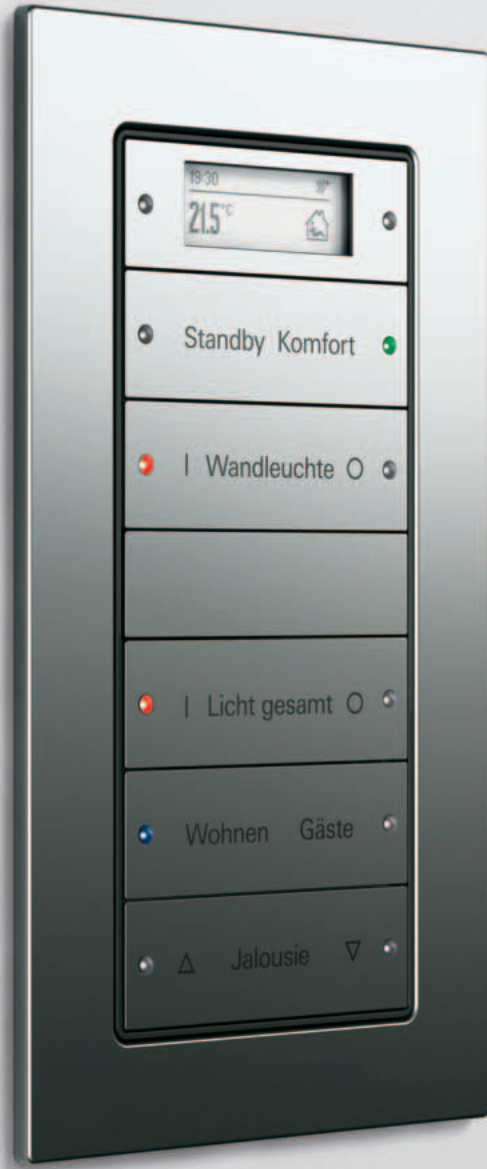 19:30
21.5°C
Standby Komfort
I Wandleuchte O
I Licht gesamt O
Wohnen Gäste
△ Jalousie ▽